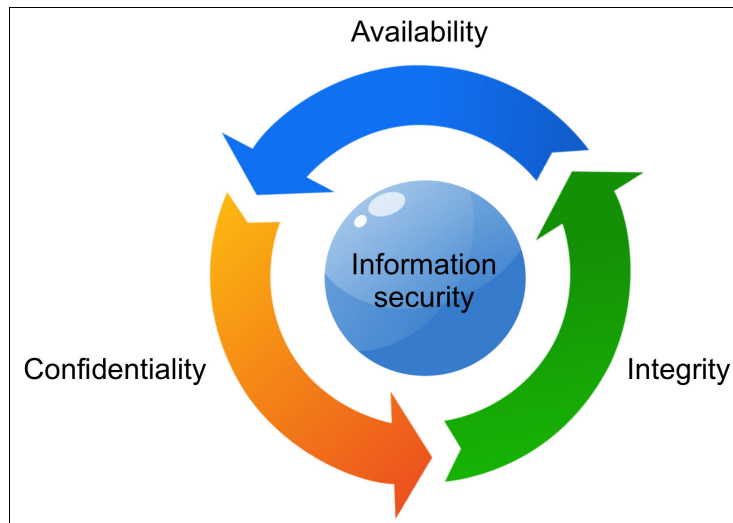 Availability
Information
security
Confidentiality
Integrity